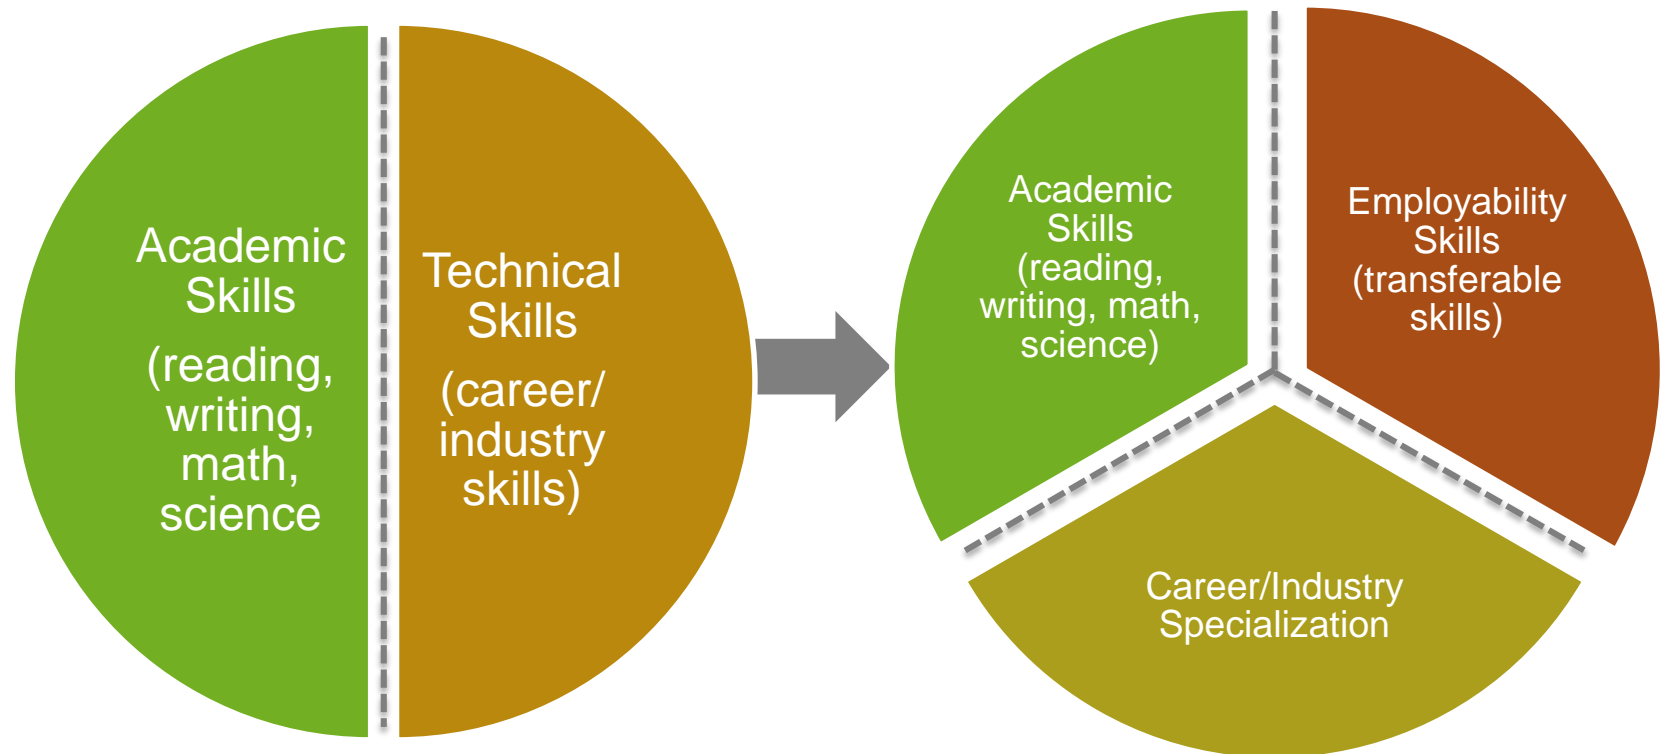 Academic
Skills
(reading,
writing,
math,
science
Technical
Skills
(career/
industry
skills)
Academic
Skills
(reading,
writing, math,
science)
Employability
Skills
(transferable
skills)
Career/Industry
Specialization